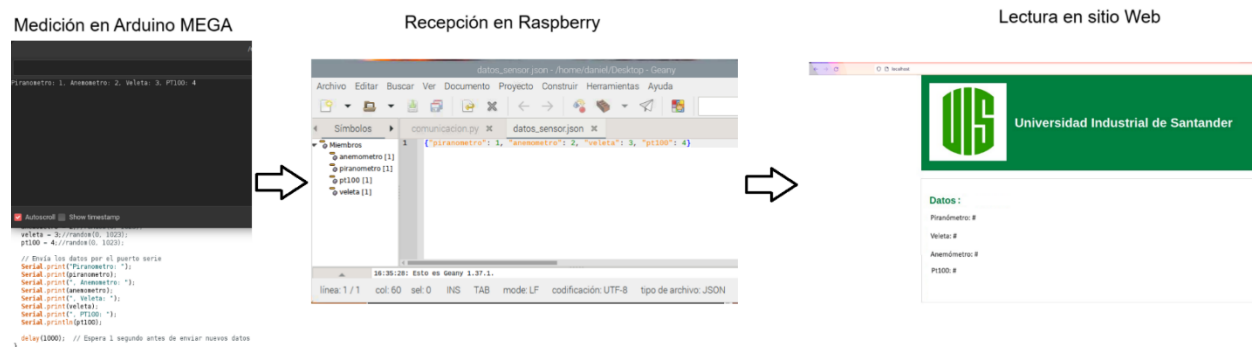 Medición en Arduino MEGA
Recepción en Raspberry
Lectura en sitio Web
Piranometro: 1, Anemometro: 2, Veleta: 3, PT100: 4
Autoscroll Show timestamp
veleta = 3;//random(0, 1023);
pt100 = 4;//random(0, 1023);
// Envía los datos por el puerto serie
Serial.print("Piranometro: ");
Serial.print(piranometro);
Serial.print(", Anemometro: ");
Serial.print(anemometro);
Serial.print(", Veleta: ");
Serial.print(veleta);
Serial.print(", PT100: ");
Serial.println(pt100);
delay(1000); // Espera 1 segundo antes de enviar nuevos datos
}
datos_sensor.json - /home/daniel/Desktop - Geany
Archivo Editar Buscar Ver Documento Proyecto Construir Herramientas Ayuda
Símbolos comunicacion.py datos_sensor.json
Miembros
anemometro [1]
piranometro [1]
pt100 [1]
veleta [1]
1 {"piranometro": 1, "anemometro": 2, "veleta": 3, "pt100": 4}
16:35:28: Esto es Geany 1.37.1.
línea: 1 / 1 col: 60 sel: 0 INS TAB mode: LF codificación: UTF-8 tipo de archivo: JSON
localhost
UIS
Universidad Industrial de Santander
Datos :
Piranómetro: #
Veleta: #
Anemómetro: #
Pt100: #